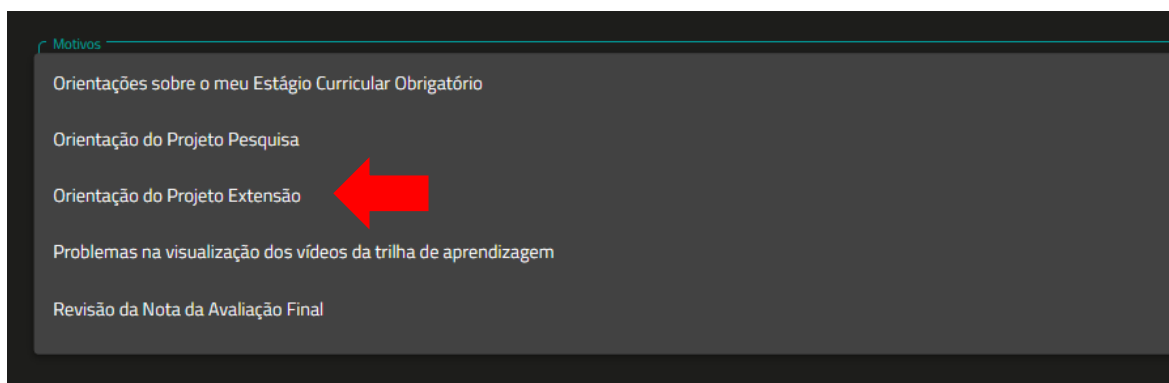 Motivos
Orientações sobre o meu Estágio Curricular Obrigatório
Orientação do Projeto Pesquisa
Orientação do Projeto Extensão
Problemas na visualização dos vídeos da trilha de aprendizagem
Revisão da Nota da Avaliação Final